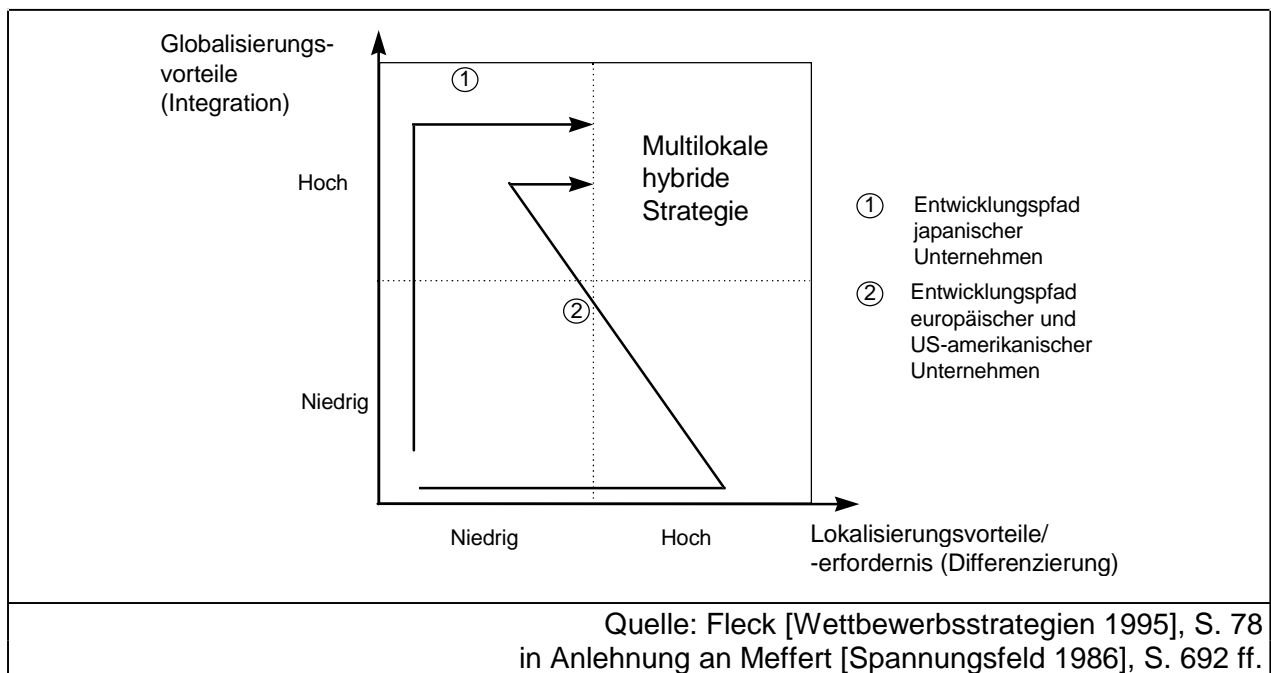 Globalisierungs-
vorteile
(Integration)
①
Hoch
Multilokale
hybride
Strategie
②
Niedrig
Niedrig
Hoch
Lokalisierungsvorteile/
-erfordernis (Differenzierung)
① Entwicklungspfad
japanischer
Unternehmen
② Entwicklungspfad
europäischer und
US-amerikanischer
Unternehmen
Quelle: Fleck [Wettbewerbsstrategien 1995], S. 78
in Anlehnung an Meffert [Spannungsfeld 1986], S. 692 ff.